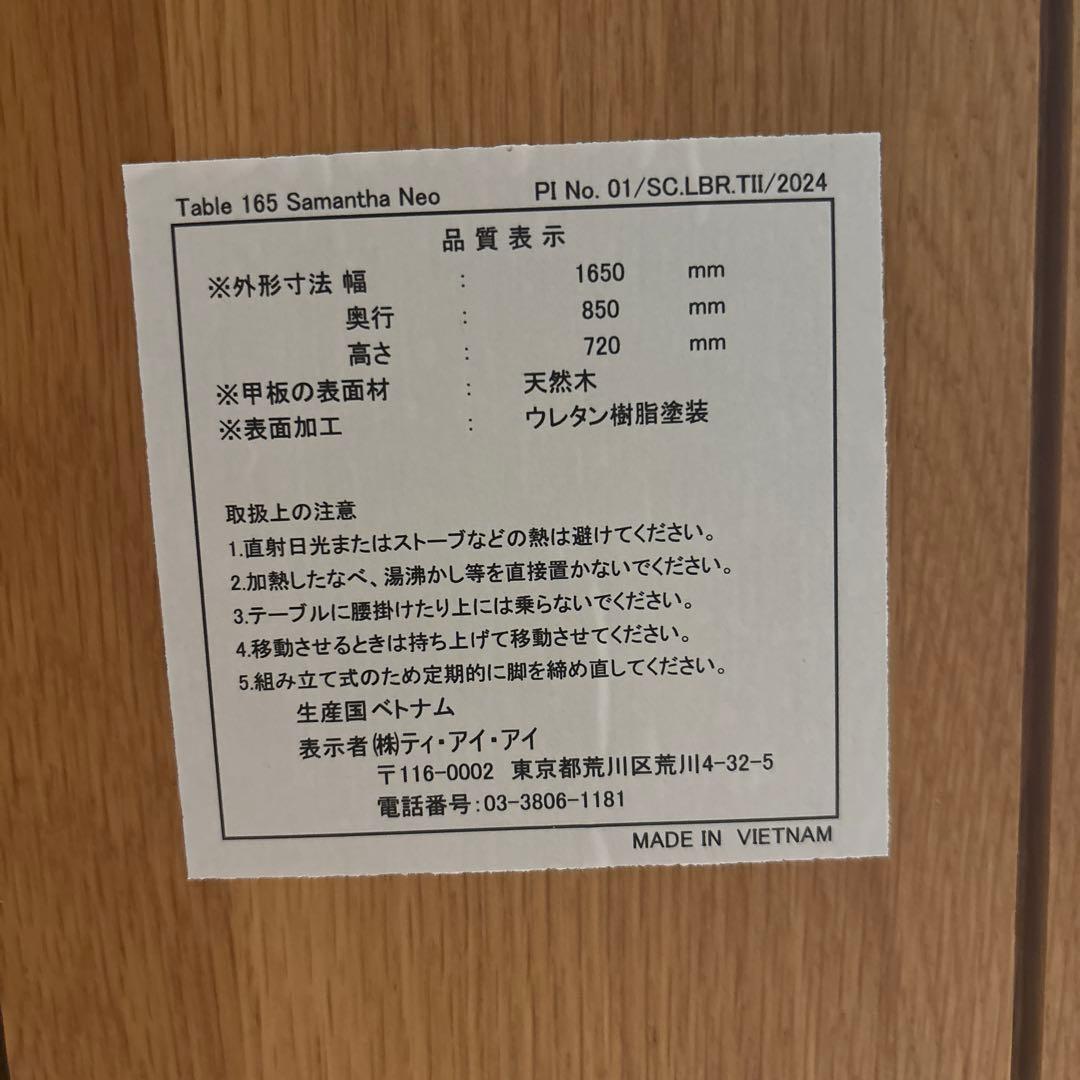 Table 165 Samantha Neo PI No. 01/SC.LBR.TII/2024
品質表示
※外形寸法 幅 : 1650 mm
奥行 : 850 mm
高さ : 720 mm
※甲板の表面材 : 天然木
※表面加工 : ウレタン樹脂塗装
取扱上の注意
1.直射日光またはストーブなどの熱は避けてください。
2.加熱したなべ、湯沸かし等を直接置かないでください。
3.テーブルに腰掛けたり上には乗らないでください。
4.移動させるときは持ち上げて移動させてください。
5.組み立て式のため定期的に脚を締め直してください。
生産国 ベトナム
表示者 ㈱ティ・アイ・アイ
〒116-0002 東京都荒川区荒川4-32-5
電話番号:03-3806-1181
MADE IN VIETNAM